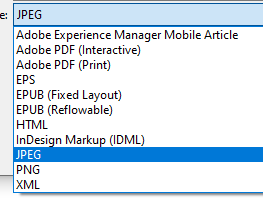 e: JPEG
Adobe Experience Manager Mobile Article
Adobe PDF (Interactive)
Adobe PDF (Print)
EPS
EPUB (Fixed Layout)
EPUB (Reflowable)
HTML
InDesign Markup (IDML)
JPEG
PNG
XML